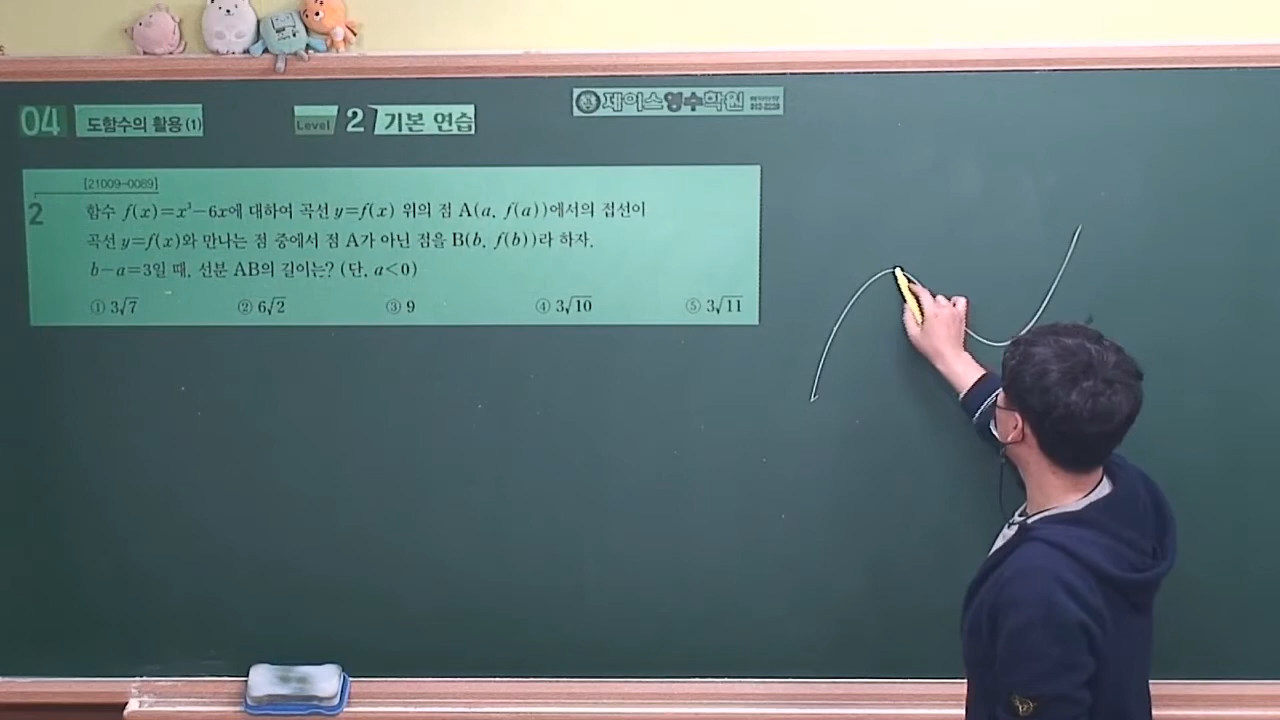 04 도함수의 활용(1) Level 2 기본 연습
제이스영수학원
[21009-0089]
2 함수 f(x)=x³-6x에 대하여 곡선 y=f(x) 위의 점 A(a, f(a))에서의 접선이
곡선 y=f(x)와 만나는 점 중에서 점 A가 아닌 점을 B(b, f(b))라 하자.
b-a=3일 때, 선분 AB의 길이는? (단, a<0)
① 3√7 ② 6√2 ③ 9 ④ 3√10 ⑤ 3√11